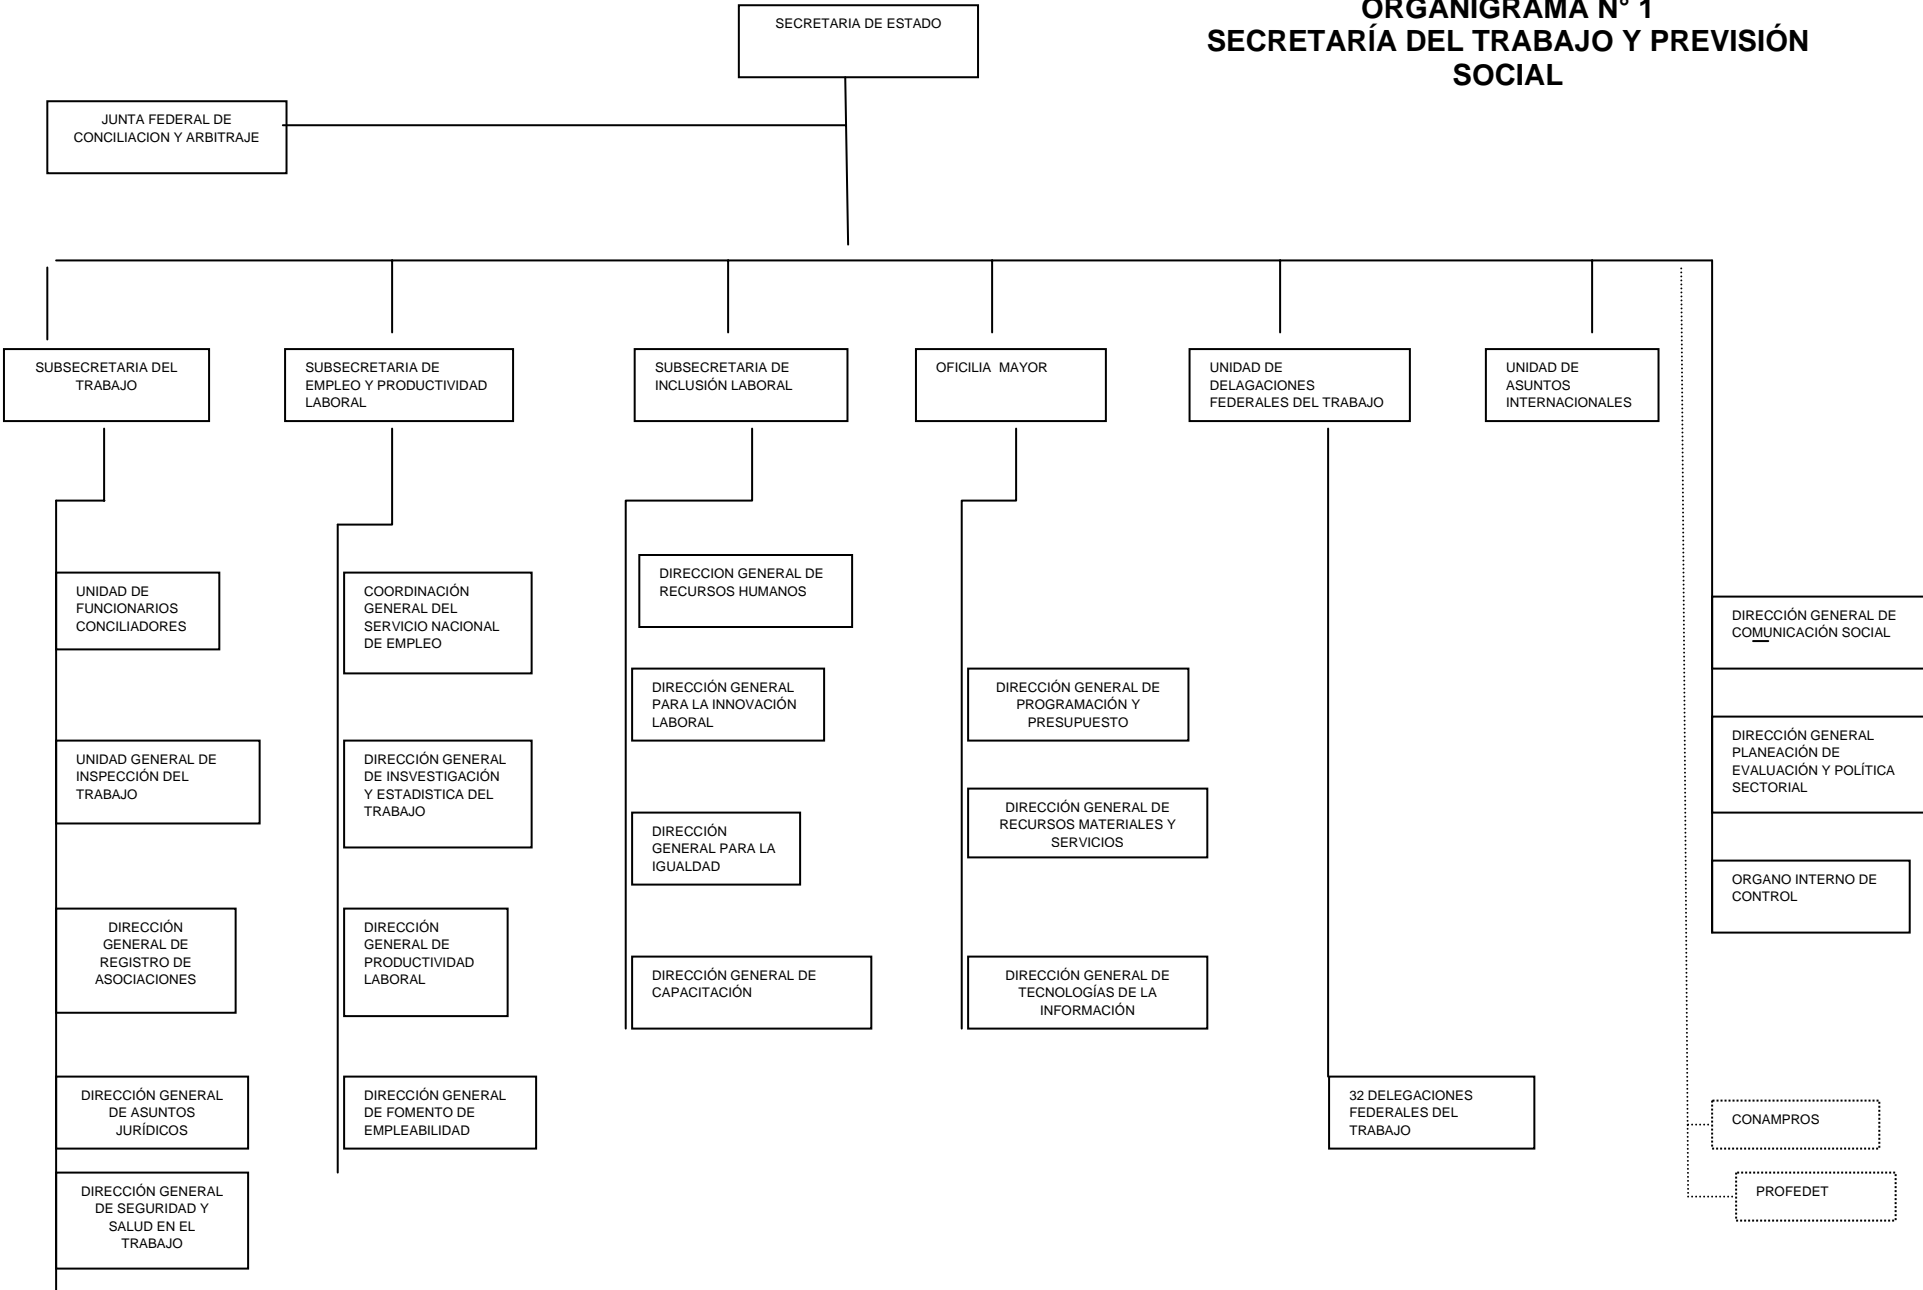 ORGANIGRAMA N° 1
SECRETARÍA DEL TRABAJO Y PREVISIÓN
SOCIAL
SECRETARIA DE ESTADO
JUNTA FEDERAL DE
CONCILIACION Y ARBITRAJE
SUBSECRETARIA DEL
TRABAJO
SUBSECRETARIA DE
EMPLEO Y PRODUCTIVIDAD
LABORAL
SUBSECRETARIA DE
INCLUSIÓN LABORAL
OFICILIA MAYOR
UNIDAD DE
DELAGACIONES
FEDERALES DEL TRABAJO
UNIDAD DE
ASUNTOS
INTERNACIONALES
UNIDAD DE
FUNCIONARIOS
CONCILIADORES
UNIDAD GENERAL DE
INSPECCIÓN DEL
TRABAJO
DIRECCIÓN
GENERAL DE
REGISTRO DE
ASOCIACIONES
DIRECCIÓN GENERAL
DE ASUNTOS
JURÍDICOS
DIRECCIÓN GENERAL
DE SEGURIDAD Y
SALUD EN EL
TRABAJO
COORDINACIÓN
GENERAL DEL
SERVICIO NACIONAL
DE EMPLEO
DIRECCIÓN GENERAL
DE INSVESTIGACIÓN
Y ESTADISTICA DEL
TRABAJO
DIRECCIÓN
GENERAL DE
PRODUCTIVIDAD
LABORAL
DIRECCIÓN GENERAL
DE FOMENTO DE
EMPLEABILIDAD
DIRECCION GENERAL DE
RECURSOS HUMANOS
DIRECCIÓN GENERAL
PARA LA INNOVACIÓN
LABORAL
DIRECCIÓN
GENERAL PARA LA
IGUALDAD
DIRECCIÓN GENERAL DE
CAPACITACIÓN
DIRECCIÓN GENERAL DE
PROGRAMACIÓN Y
PRESUPUESTO
DIRECCIÓN GENERAL DE
RECURSOS MATERIALES Y
SERVICIOS
DIRECCIÓN GENERAL DE
TECNOLOGÍAS DE LA
INFORMACIÓN
32 DELEGACIONES
FEDERALES DEL
TRABAJO
DIRECCIÓN GENERAL DE
COMUNICACIÓN SOCIAL
DIRECCIÓN GENERAL
PLANEACIÓN DE
EVALUACIÓN Y POLÍTICA
SECTORIAL
ORGANO INTERNO DE
CONTROL
CONAMPROS
PROFEDET